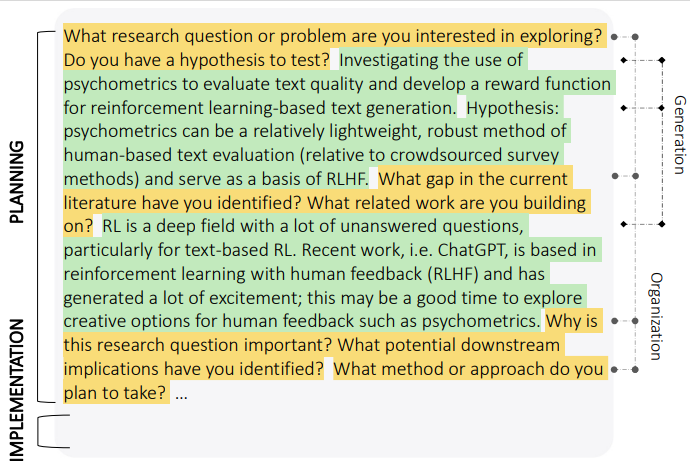 What research question or problem are you interested in exploring?
Do you have a hypothesis to test? Investigating the use of
psychometrics to evaluate text quality and develop a reward function
for reinforcement learning-based text generation. Hypothesis:
psychometrics can be a relatively lightweight, robust method of
human-based text evaluation (relative to crowdsourced survey
methods) and serve as a basis of RLHF. What gap in the current
literature have you identified? What related work are you building
on? RL is a deep field with a lot of unanswered questions,
particularly for text-based RL. Recent work, i.e. ChatGPT, is based in
reinforcement learning with human feedback (RLHF) and has
generated a lot of excitement; this may be a good time to explore
creative options for human feedback such as psychometrics. Why is
this research question important? What potential downstream
implications have you identified? What method or approach do you
plan to take? ...
PLANNING
IMPLEMENTATION
Generation
Organization